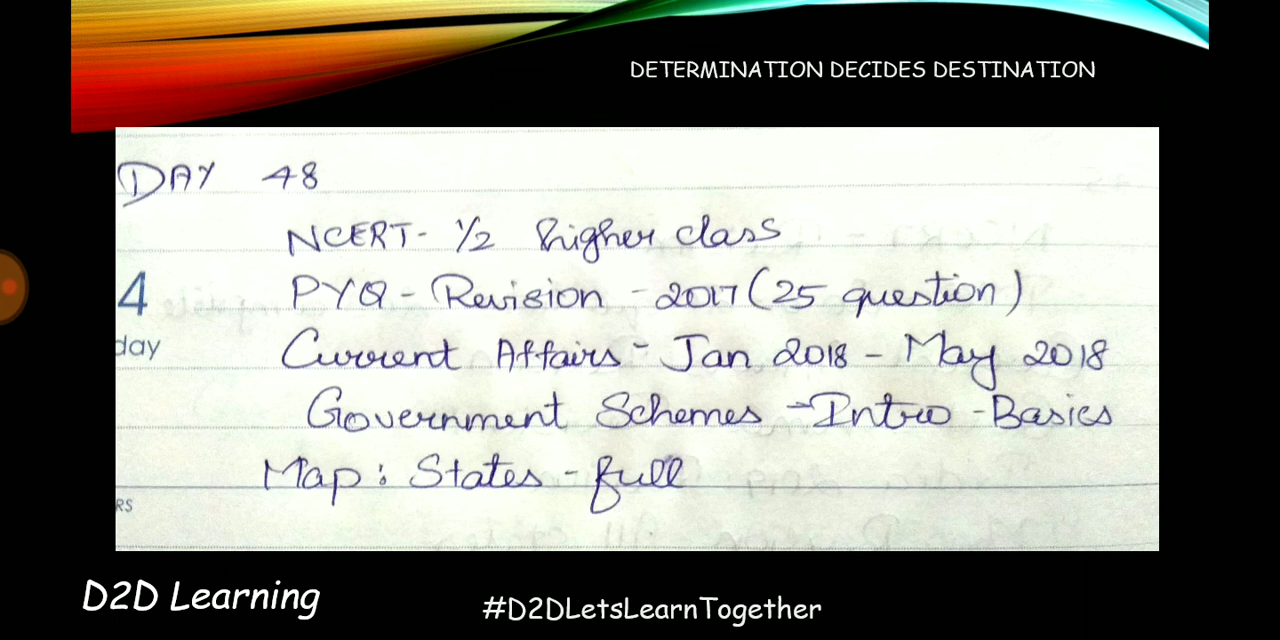 DETERMINATION DECIDES DESTINATION
DAY 48
NCERT- 1/2 higher class
PYQ - Revision - 2017 (25 question)
4
Current Affairs - Jan 2018 - May 2018
day
Government Schemes - Intro - Basics
Map : States - full
RS
D2D Learning
#D2DLetsLearnTogether